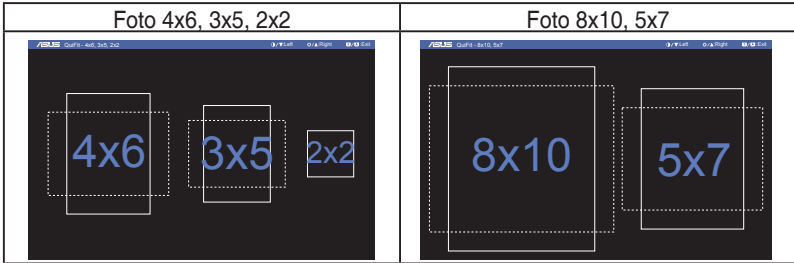 Foto 4x6, 3x5, 2x2
Foto 8x10, 5x7
ASUS QuiFit - 4x6, 3x5, 2x2 /▼:Left /▲:Right /:Exit
ASUS QuiFit - 8x10, 5x7 /▼:Left /▲:Right /:Exit
4x6 3x5 2x2
8x10 5x7